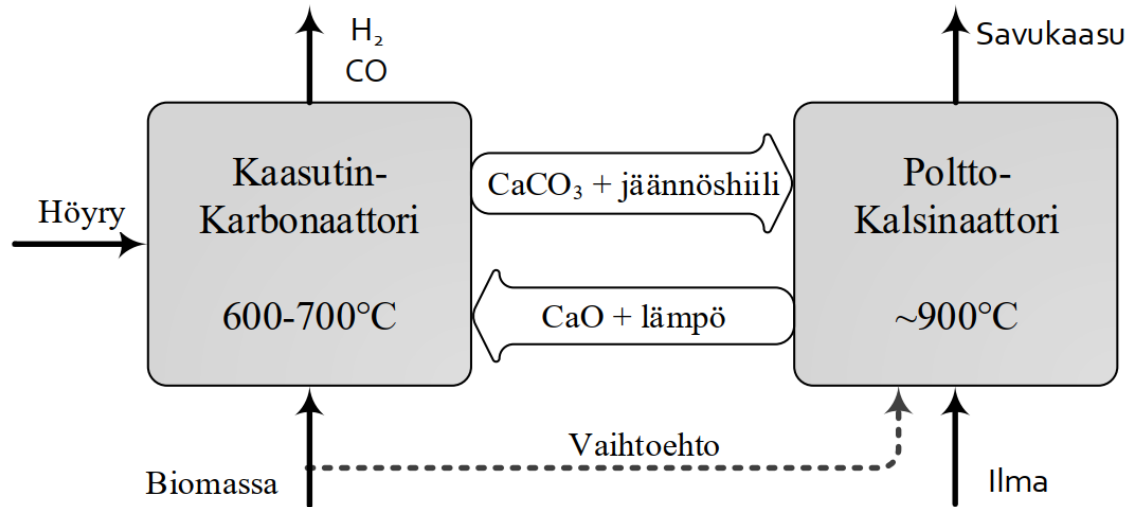 H₂
CO
Savukaasu
Kaasutin-
Karbonaattori
600-700°C
Höyry
CaCO₃ + jäännöshiili
CaO + lämpö
Poltto-
Kalsinaattori
~900°C
Vaihtoehto
Biomassa
Ilma